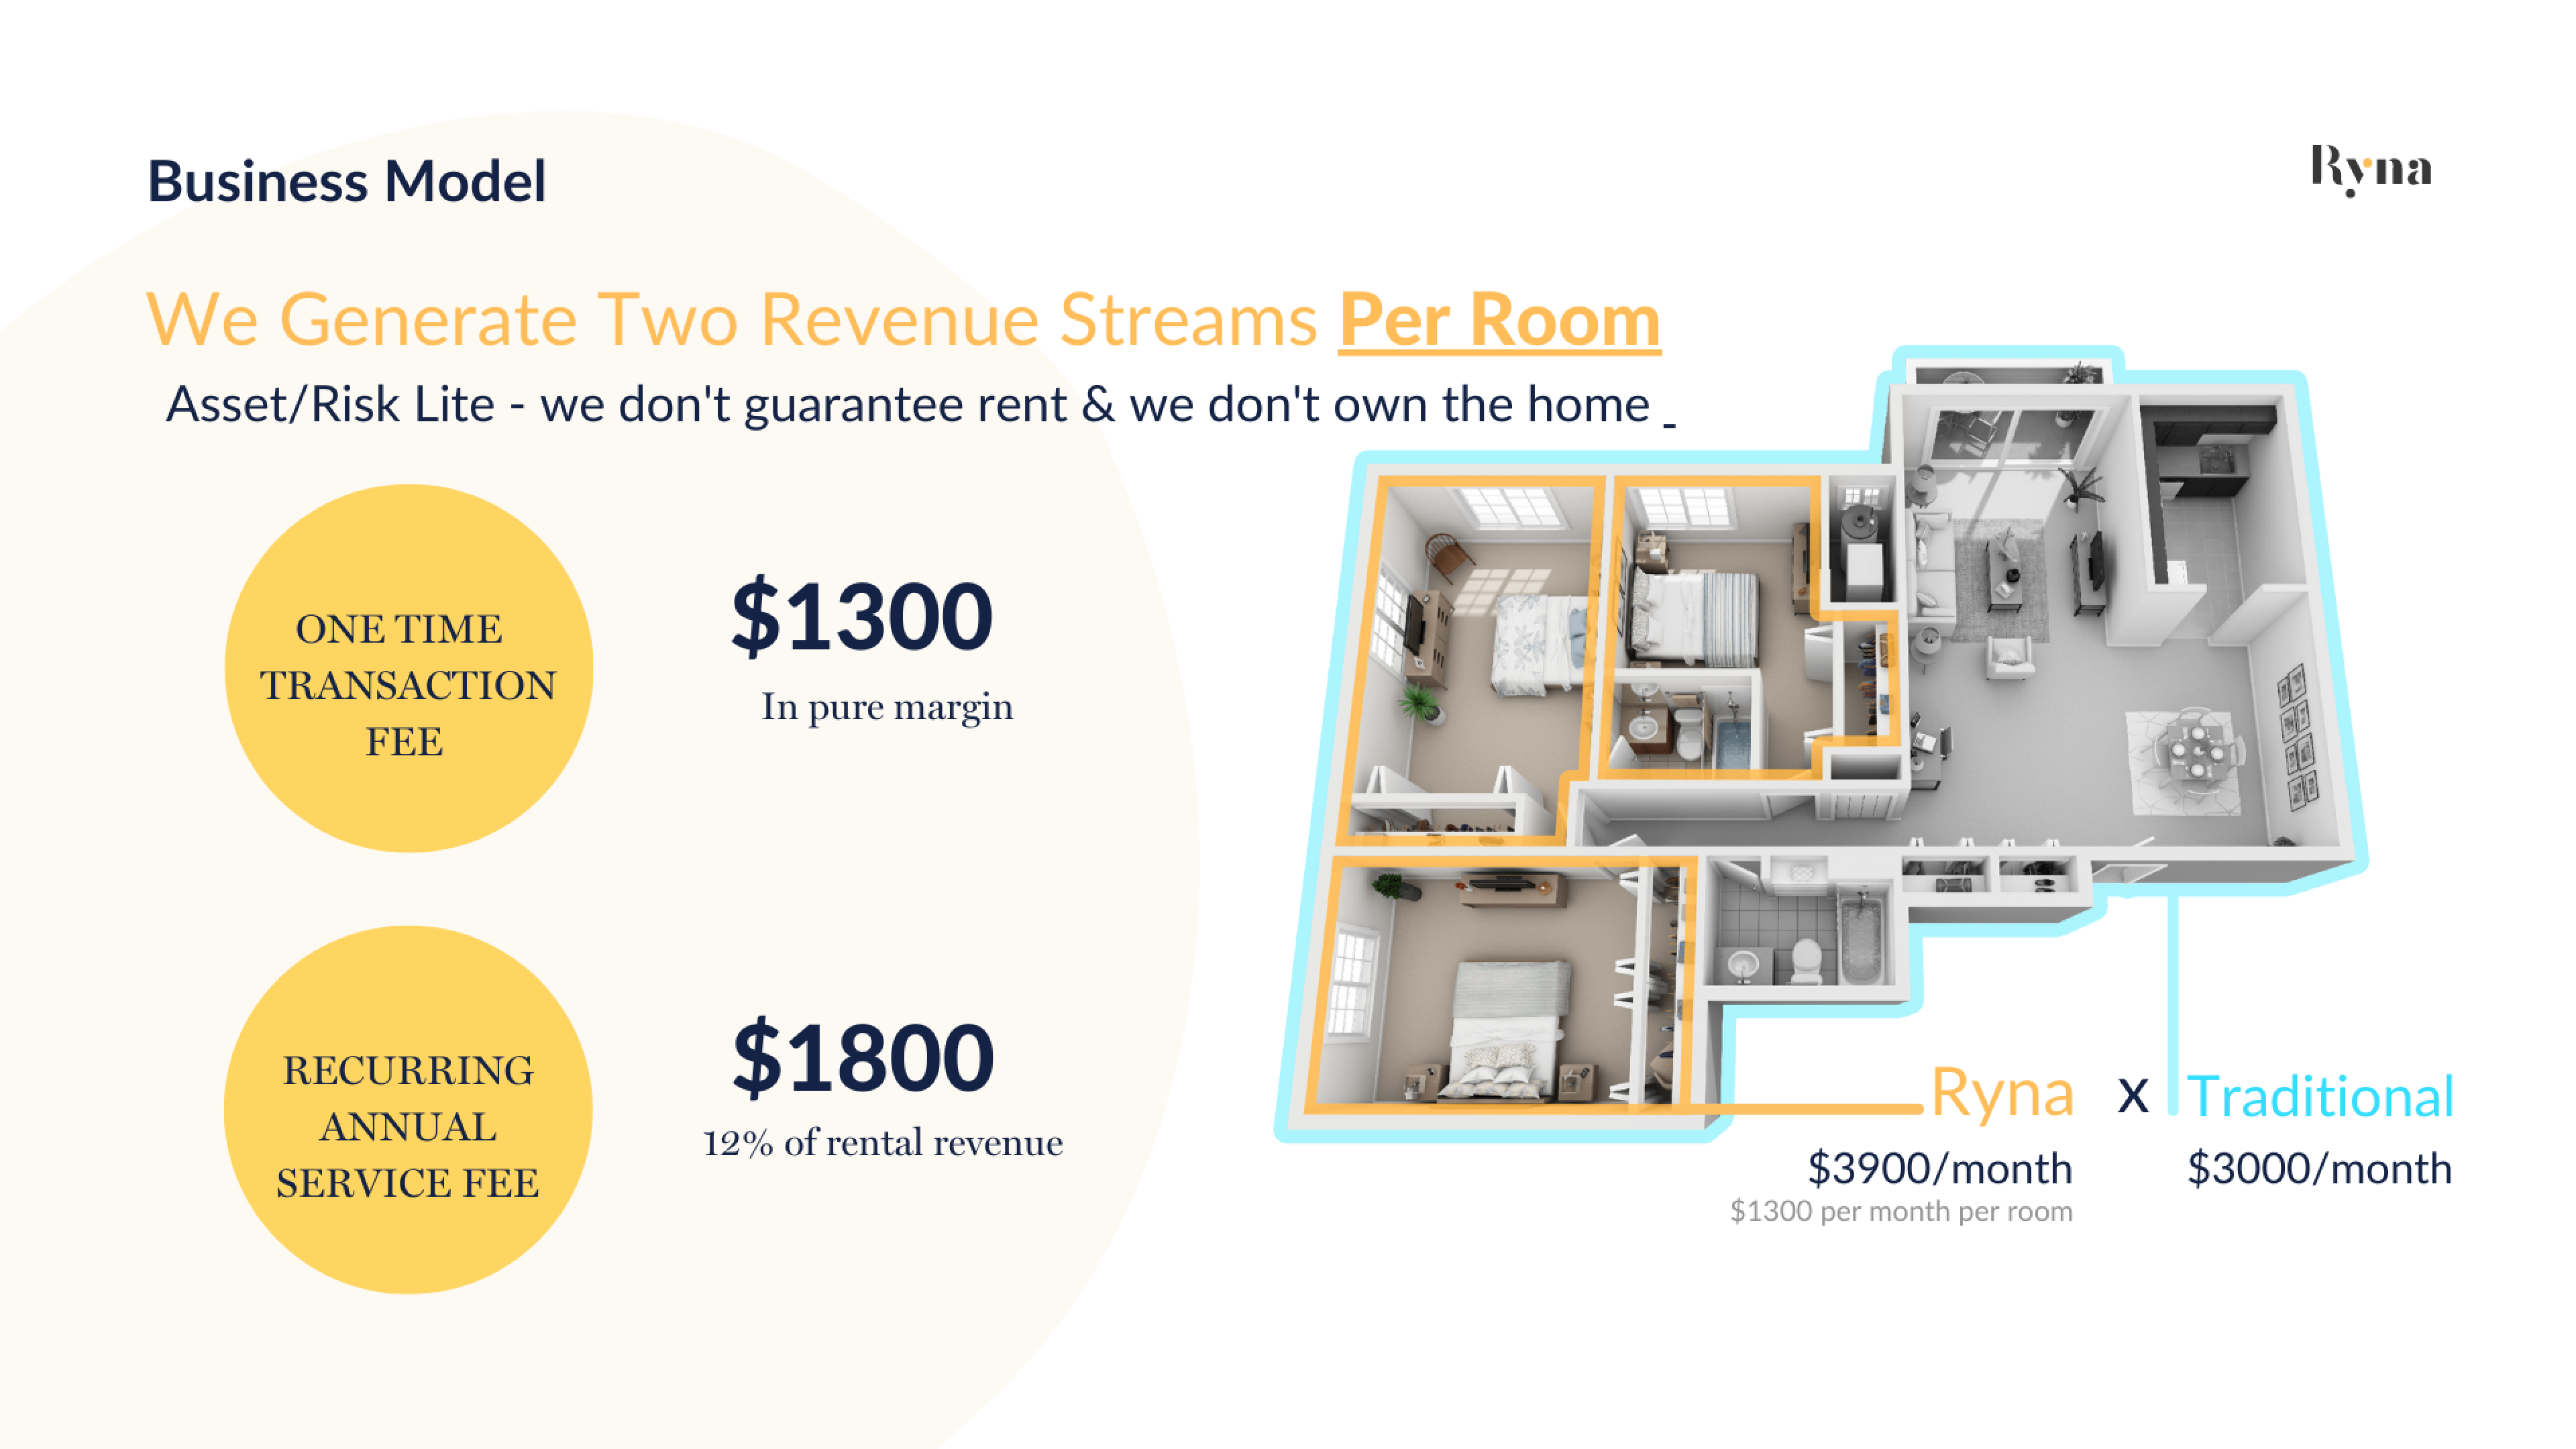 Business Model
Ryna
We Generate Two Revenue Streams Per Room
Asset/Risk Lite - we don't guarantee rent & we don't own the home _
ONE TIME
TRANSACTION
FEE
$1300
In pure margin
RECURRING
ANNUAL
SERVICE FEE
$1800
12% of rental revenue
Ryna x Traditional
$3900/month
$3000/month
$1300 per month per room